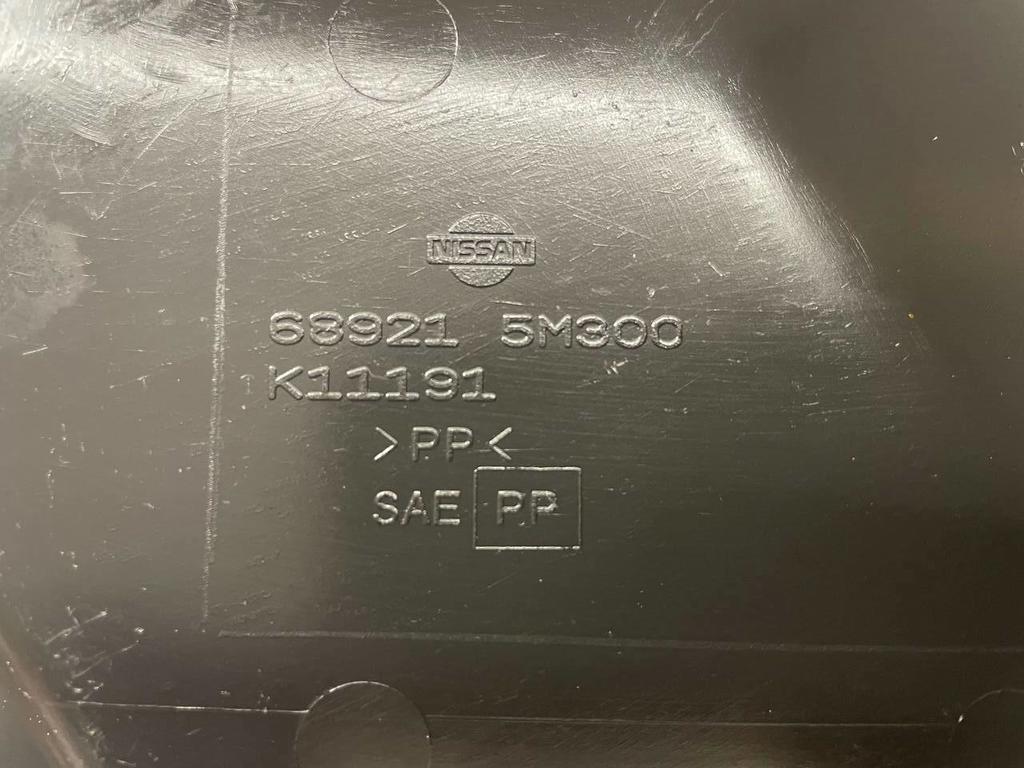 NISSAN
68921 5M300
K11191
>PP<
SAE PP